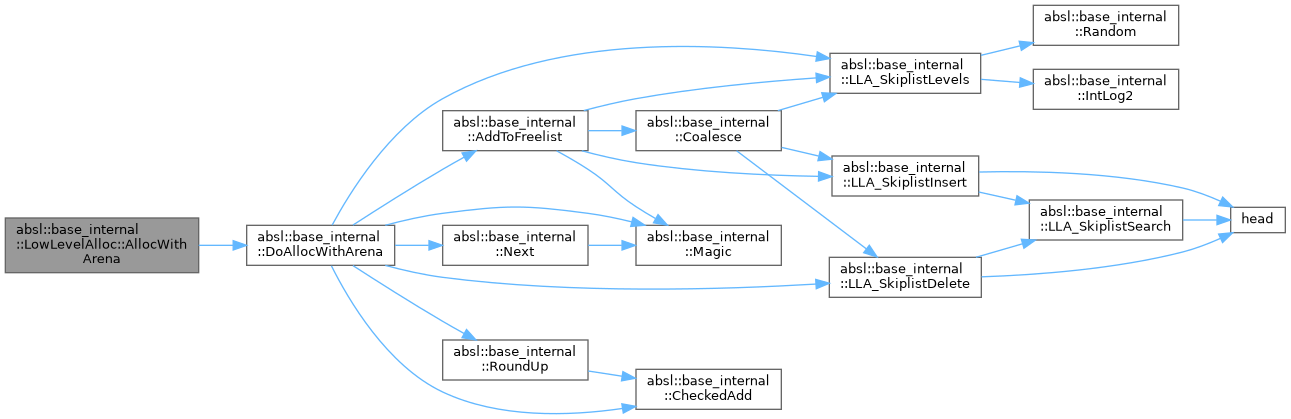 absl::base_internal
::LowLevelAlloc::AllocWith
Arena
absl::base_internal
::DoAllocWithArena
absl::base_internal
::AddToFreelist
absl::base_internal
::Next
absl::base_internal
::RoundUp
absl::base_internal
::Coalesce
absl::base_internal
::Magic
absl::base_internal
::CheckedAdd
absl::base_internal
::LLA_SkiplistLevels
absl::base_internal
::LLA_SkiplistInsert
absl::base_internal
::LLA_SkiplistDelete
absl::base_internal
::Random
absl::base_internal
::IntLog2
absl::base_internal
::LLA_SkiplistSearch
head